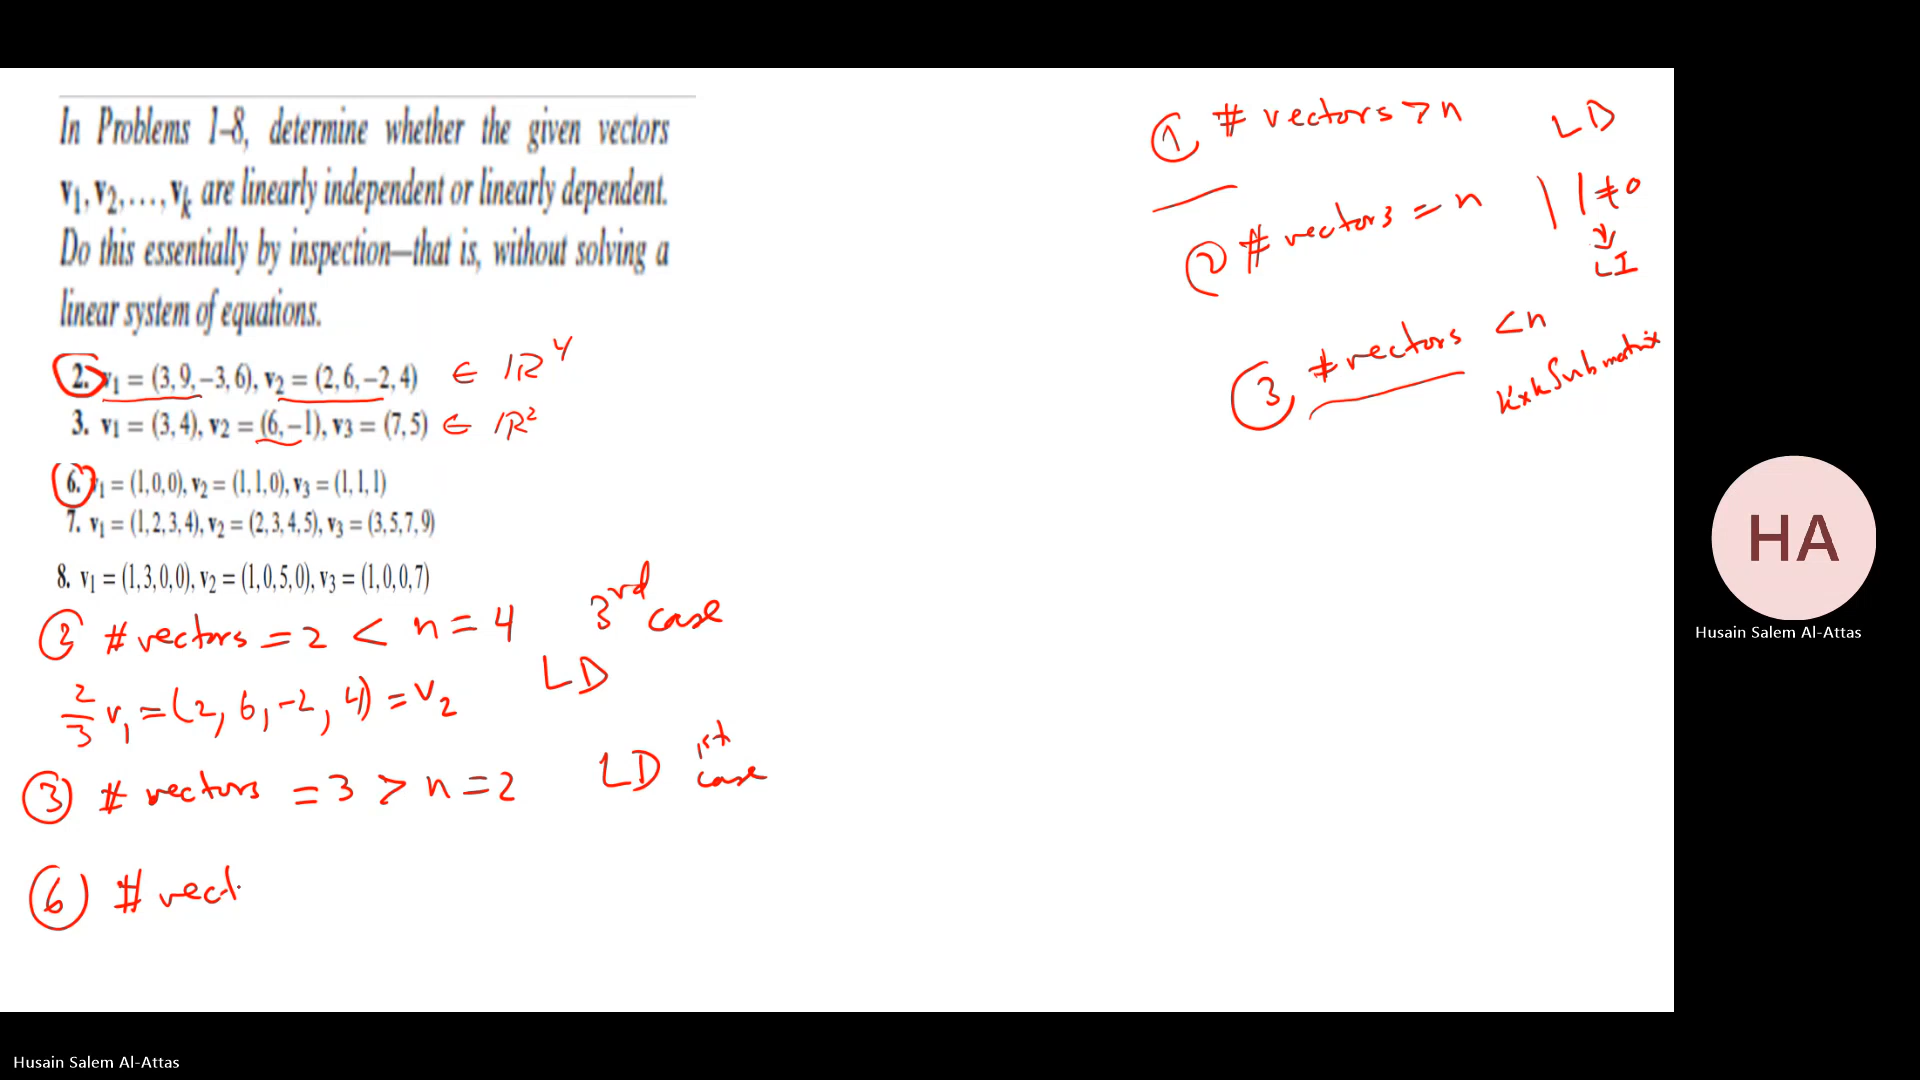 In Problems 1–8, determine whether the given vectors
v1, v2, ..., vk are linearly independent or linearly dependent.
Do this essentially by inspection—that is, without solving a
linear system of equations.
2. v1 = (3, 9, −3, 6), v2 = (2, 6, −2, 4) ∈ IR^4
3. v1 = (3, 4), v2 = (6, −1), v3 = (7, 5) ∈ IR^2
6. v1 = (1, 0, 0), v2 = (1, 1, 0), v3 = (1, 1, 1)
7. v1 = (1, 2, 3, 4), v2 = (2, 3, 4, 5), v3 = (3, 5, 7, 9)
8. v1 = (1, 3, 0, 0), v2 = (1, 0, 5, 0), v3 = (1, 0, 0, 7)
② # vectors = 2 < n = 4 3rd case
2/3 v1 = (2, 6, -2, 4) = v2 LD
③ # vectors = 3 > n = 2 LD 1st case
⑥ # vect
① # vectors > n LD
② # vectors = n | | ≠ 0
LI
③ # vectors < n
KxK Submatrix
HA
Husain Salem Al-Attas
Husain Salem Al-Attas